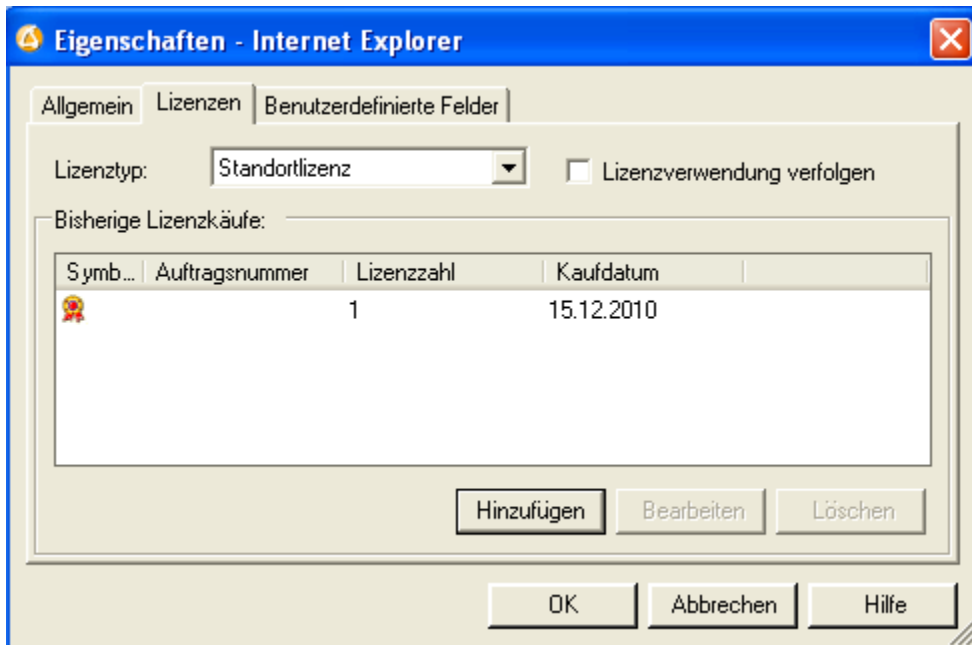 Eigenschaften - Internet Explorer
Allgemein Lizenzen Benutzerdefinierte Felder
Lizenztyp: Standortlizenz Lizenzverwendung verfolgen
Bisherige Lizenzkäufe:
Symb... Auftragsnummer Lizenzzahl Kaufdatum
1 15.12.2010
Hinzufügen Bearbeiten Löschen
OK Abbrechen Hilfe